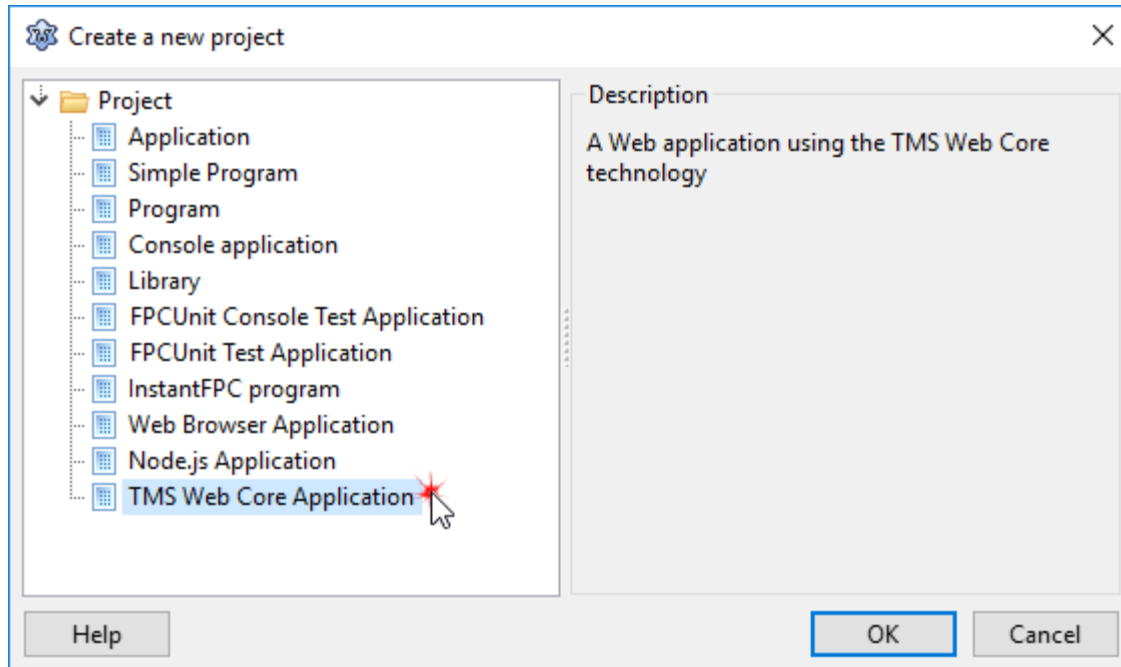 Create a new project
Project
Application
Simple Program
Program
Console application
Library
FPCUnit Console Test Application
FPCUnit Test Application
InstantFPC program
Web Browser Application
Node.js Application
TMS Web Core Application
Description
A Web application using the TMS Web Core
technology
Help
OK
Cancel